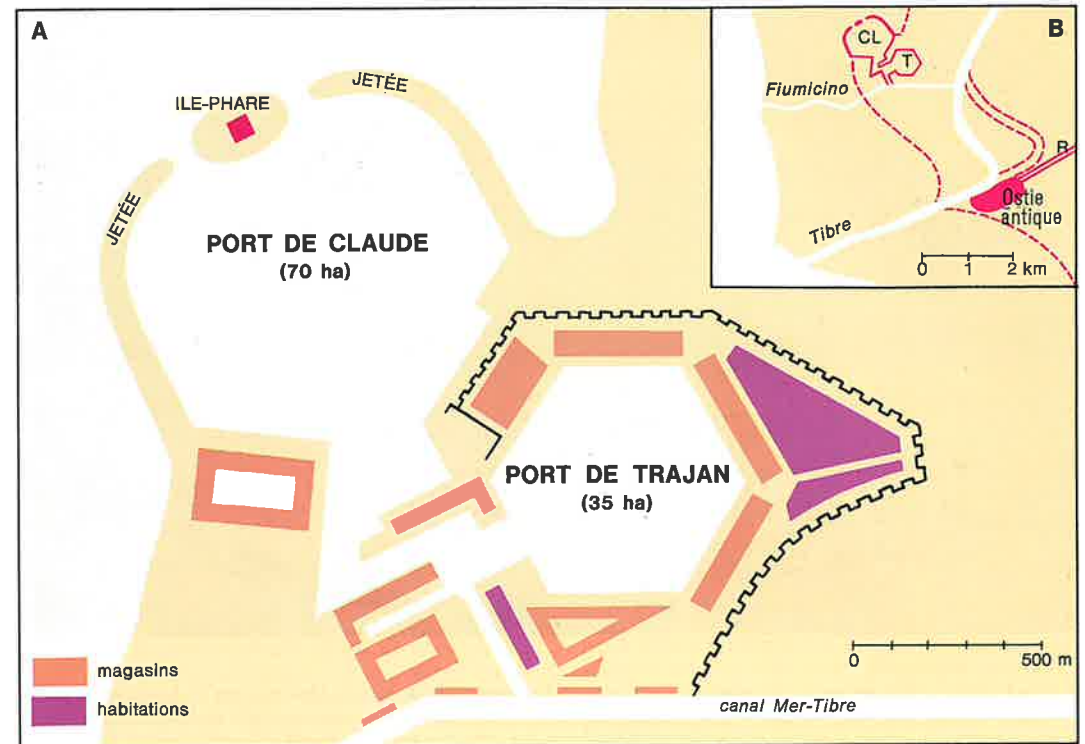 A
JETÉE
ILE-PHARE
JETÉE
PORT DE CLAUDE
(70 ha)
PORT DE TRAJAN
(35 ha)
0 500 m
canal Mer-Tibre
magasins
habitations
B
CL
T
Fiumicino
R
Ostie
antique
Tibre
0 1 2 km